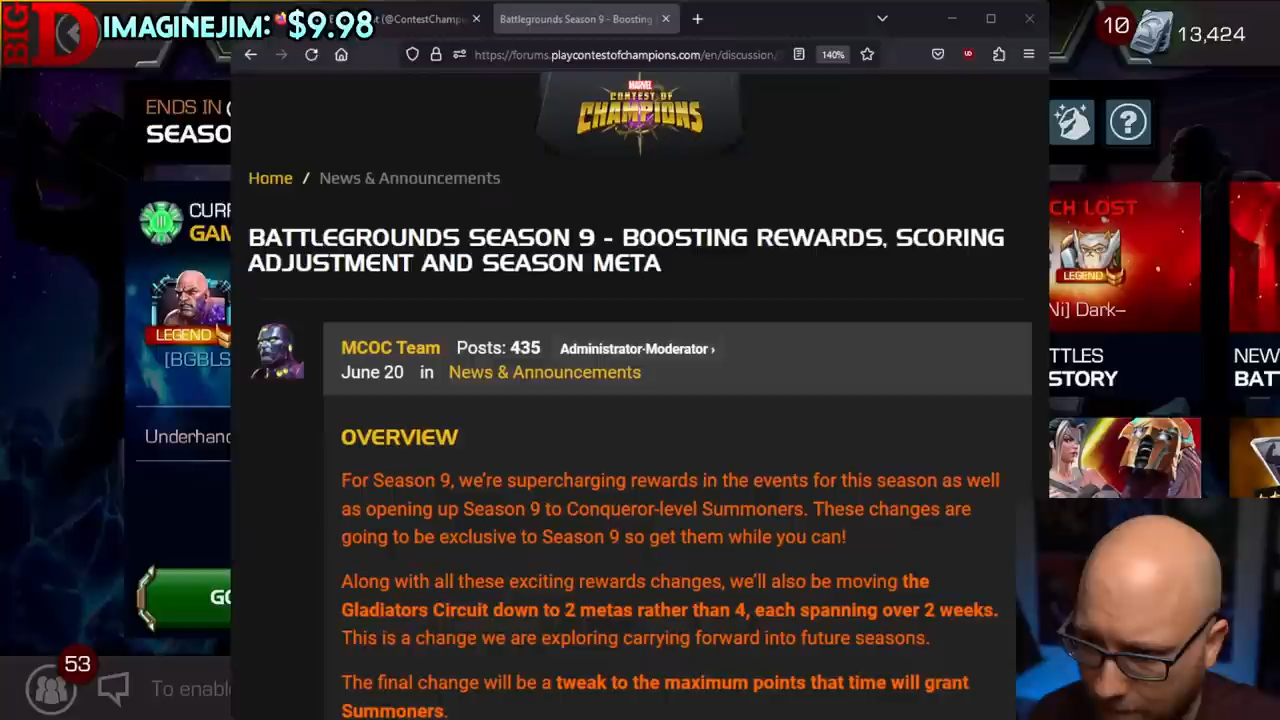 BIG D
IMAGINEJIM: $9.98
(@ContestChamp
Battlegrounds Season 9 - Boosting
10
13,424
https://forums.playcontestofchampions.com/en/discussion/
140%
MARVEL
CONTEST OF
CHAMPIONS
ENDS IN
SEASO
Home / News & Announcements
BATTLEGROUNDS SEASON 9 - BOOSTING REWARDS, SCORING
ADJUSTMENT AND SEASON META
CURR
GAM
LEGEND
[BGBLS
Underhand
GO
53
To enabl
MCOC Team Posts: 435 Administrator·Moderator ›
June 20 in News & Announcements
OVERVIEW
For Season 9, we're supercharging rewards in the events for this season as well
as opening up Season 9 to Conqueror-level Summoners. These changes are
going to be exclusive to Season 9 so get them while you can!
Along with all these exciting rewards changes, we'll also be moving the
Gladiators Circuit down to 2 metas rather than 4, each spanning over 2 weeks.
This is a change we are exploring carrying forward into future seasons.
The final change will be a tweak to the maximum points that time will grant
Summoners.
CH LOST
LEGEND
Ni] Dark–
TTLES
STORY
NEW
BAT